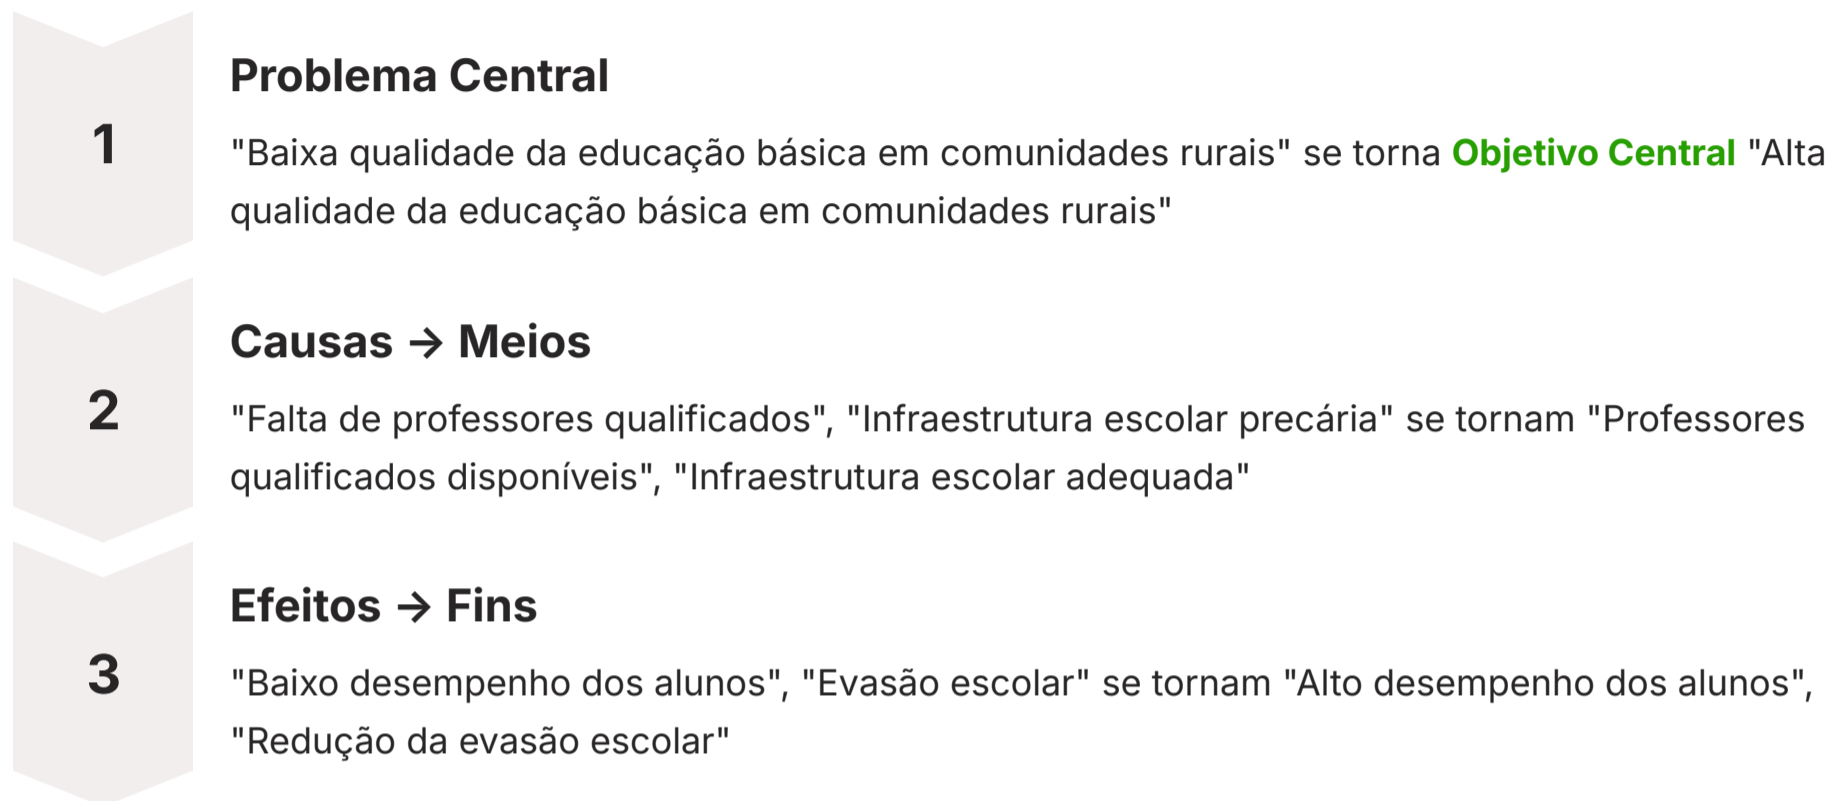 1
Problema Central
"Baixa qualidade da educação básica em comunidades rurais" se torna Objetivo Central "Alta
qualidade da educação básica em comunidades rurais"
2
Causas → Meios
"Falta de professores qualificados", "Infraestrutura escolar precária" se tornam "Professores
qualificados disponíveis", "Infraestrutura escolar adequada"
3
Efeitos → Fins
"Baixo desempenho dos alunos", "Evasão escolar" se tornam "Alto desempenho dos alunos",
"Redução da evasão escolar"